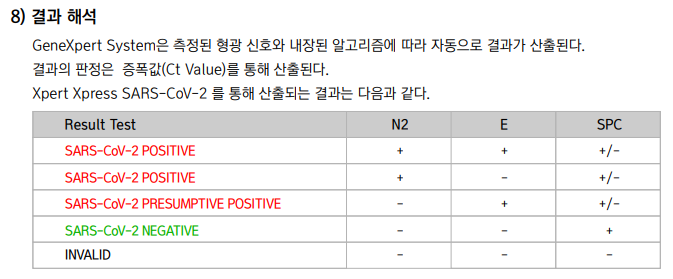 8) 결과 해석
GeneXpert System은 측정된 형광 신호와 내장된 알고리즘에 따라 자동으로 결과가 산출된다.
결과의 판정은 증폭값(Ct Value)를 통해 산출된다.
Xpert Xpress SARS-CoV-2 를 통해 산출되는 결과는 다음과 같다.
Result Test N2 E SPC
SARS-CoV-2 POSITIVE + + +/-
SARS-CoV-2 POSITIVE + - +/-
SARS-CoV-2 PRESUMPTIVE POSITIVE - + +/-
SARS-CoV-2 NEGATIVE - - +
INVALID - - -